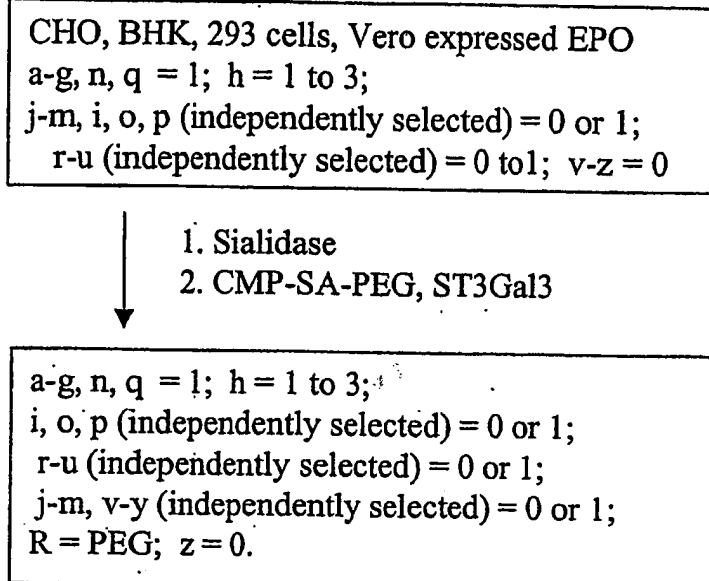 CHO, BHK, 293 cells, Vero expressed EPO
a-g, n, q = 1; h = 1 to 3;
j-m, i, o, p (independently selected) = 0 or 1;
r-u (independently selected) = 0 to1; v-z = 0
1. Sialidase
2. CMP-SA-PEG, ST3Gal3
a-g, n, q = 1; h = 1 to 3;
i, o, p (independently selected) = 0 or 1;
r-u (independently selected) = 0 or 1;
j-m, v-y (independently selected) = 0 or 1;
R = PEG; z = 0.